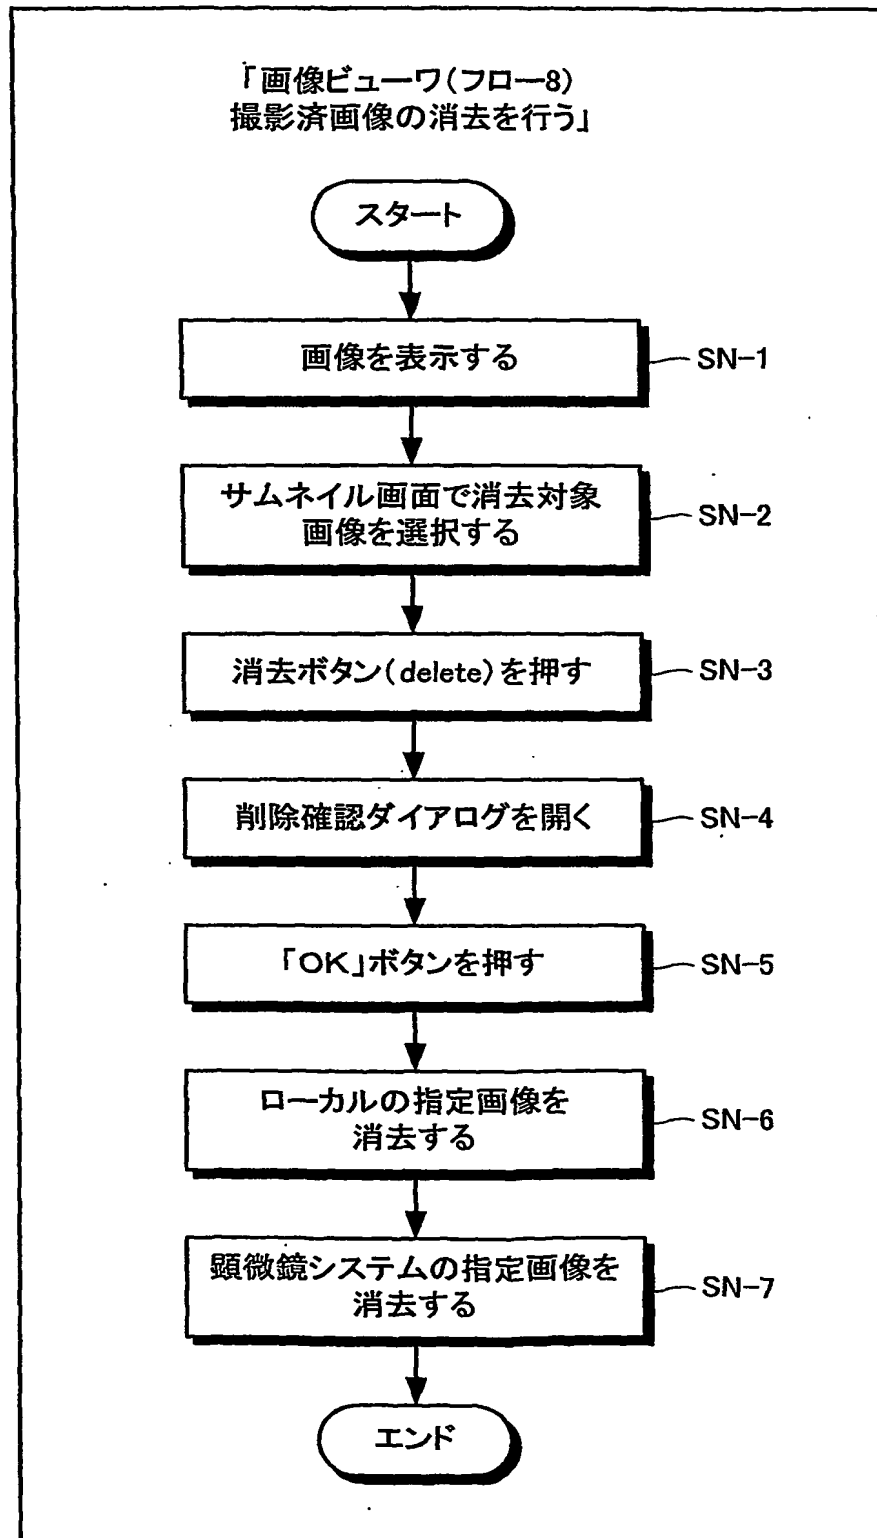 「画像ビューワ(フロー8)
撮影済画像の消去を行う」
スタート
画像を表示する
SN-1
サムネイル画面で消去対象
画像を選択する
SN-2
消去ボタン(delete)を押す
SN-3
削除確認ダイアログを開く
SN-4
「OK」ボタンを押す
SN-5
ローカルの指定画像を
消去する
SN-6
顕微鏡システムの指定画像を
消去する
SN-7
エンド